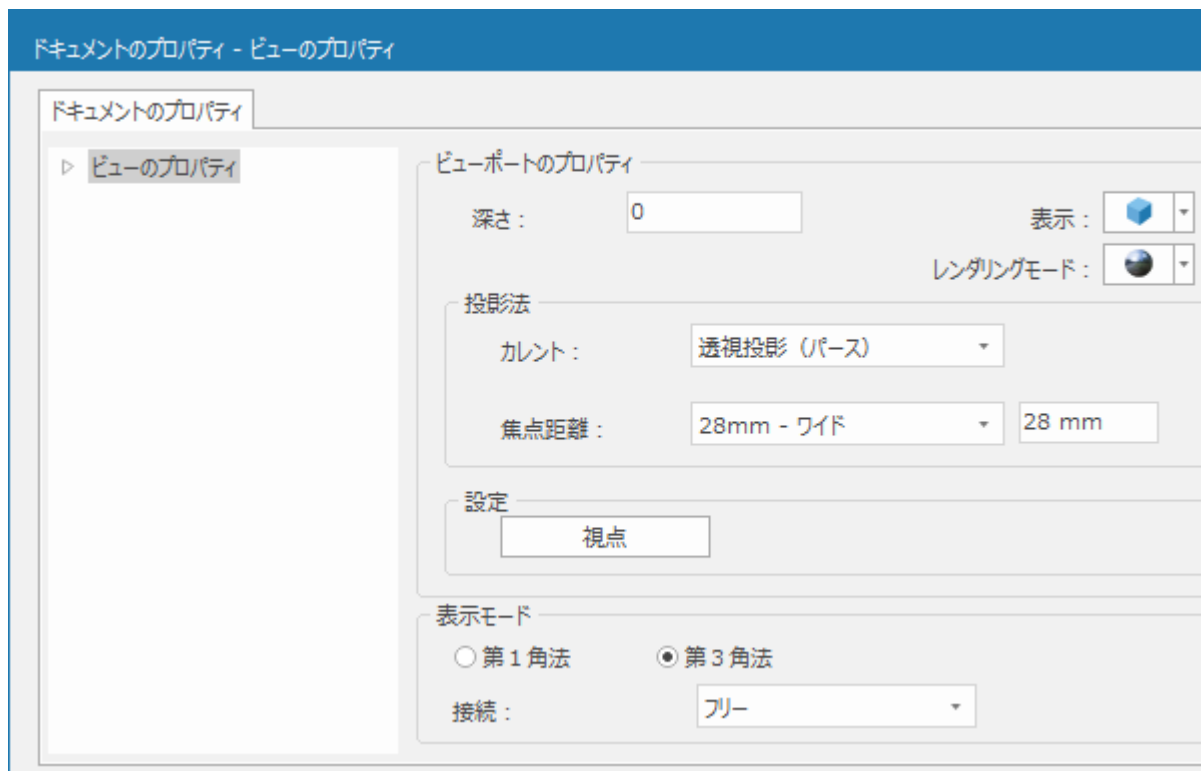 ドキュメントのプロパティ - ビューのプロパティ
ドキュメントのプロパティ
ビューのプロパティ
ビューポートのプロパティ
深さ : 0
表示 :
レンダリングモード :
投影法
カレント : 透視投影 (パース)
焦点距離 : 28mm - ワイド 28 mm
設定
視点
表示モード
第１角法 第３角法
接続 : フリー